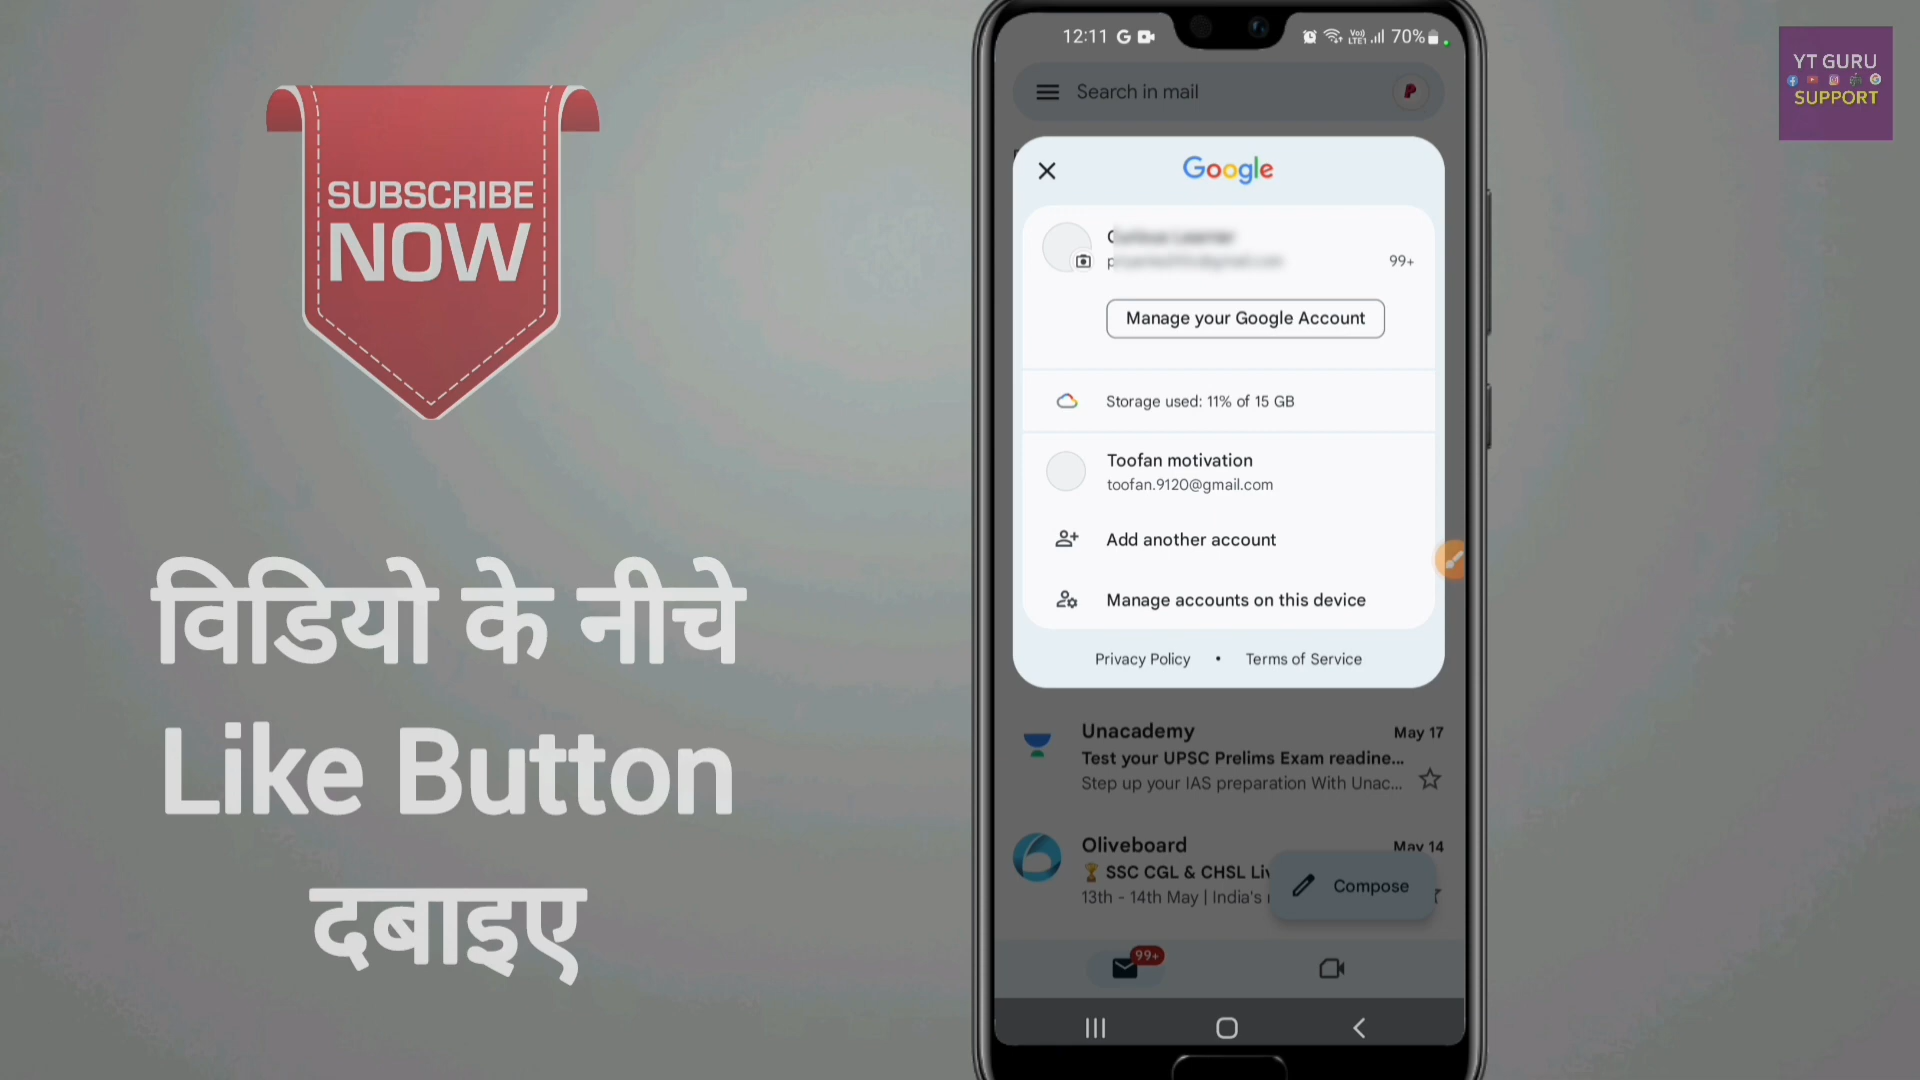 SUBSCRIBE
NOW
विडियो के नीचे
Like Button
दबाइए
12:11
70%
Search in mail
Google
99+
Manage your Google Account
Storage used: 11% of 15 GB
Toofan motivation
toofan.9120@gmail.com
Add another account
Manage accounts on this device
Privacy Policy • Terms of Service
Unacademy May 17
Test your UPSC Prelims Exam readine...
Step up your IAS preparation With Unac...
Oliveboard May 14
SSC CGL & CHSL Liv
13th - 14th May | India's
Compose
99+
YT GURU
SUPPORT